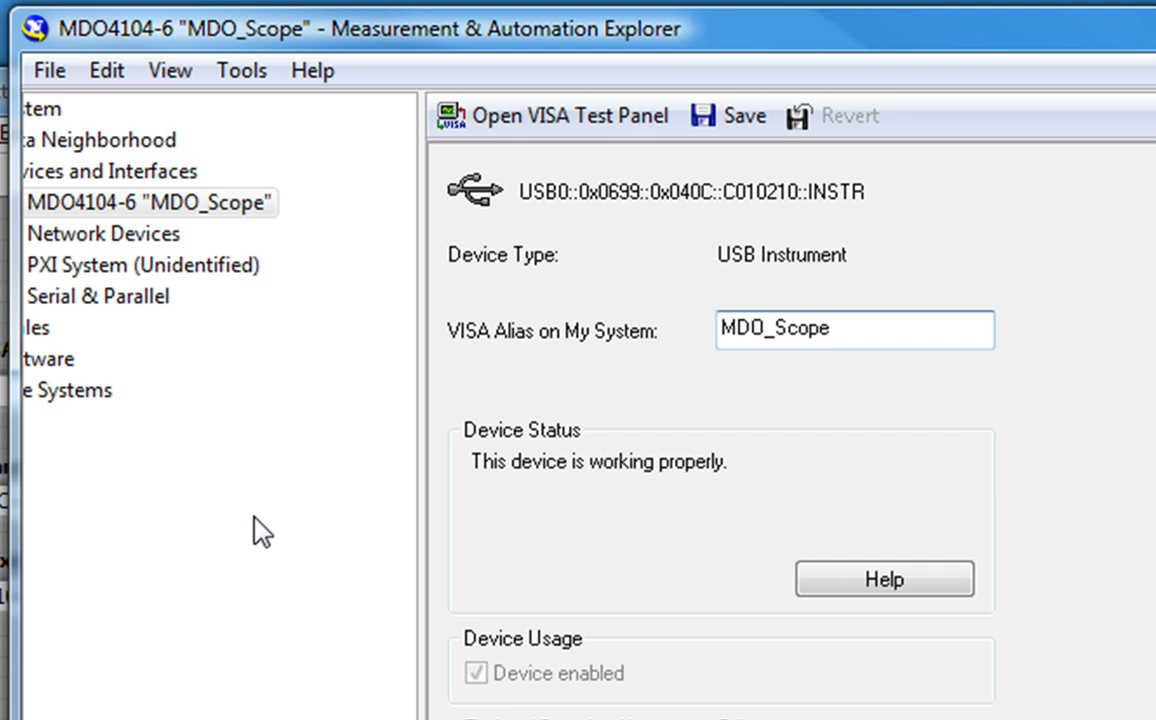 MDO4104-6 "MDO_Scope" - Measurement & Automation Explorer
File Edit View Tools Help
tem
a Neighborhood
vices and Interfaces
MDO4104-6 "MDO_Scope"
Network Devices
PXI System (Unidentified)
Serial & Parallel
les
tware
e Systems
Open VISA Test Panel Save Revert
USB0::0x0699::0x040C::C010210::INSTR
Device Type: USB Instrument
VISA Alias on My System: MDO_Scope
Device Status
This device is working properly.
Help
Device Usage
Device enabled